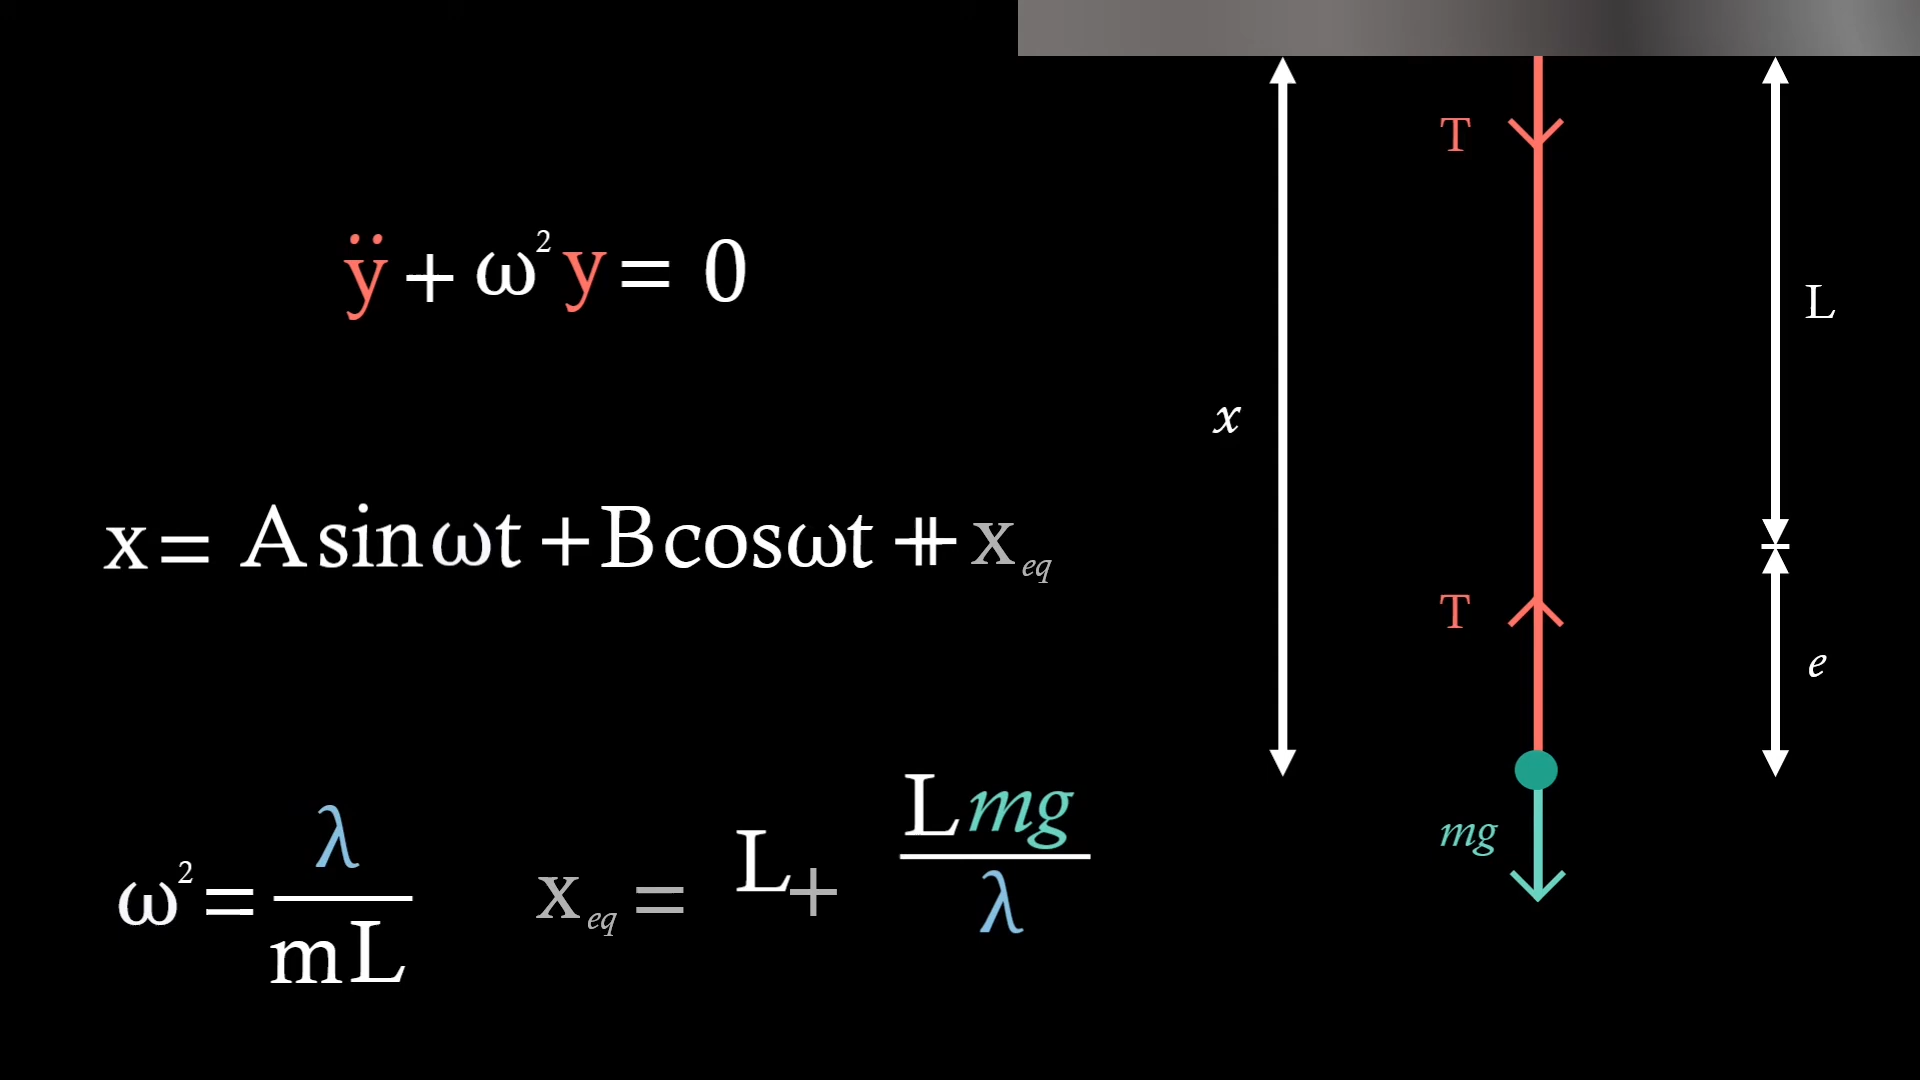 ÿ + ω² y = 0
x = A sin ωt + B cos ωt ++ x_eq
ω² = λ / mL
x_eq = L + Lmg / λ
T
L
x
T
e
mg